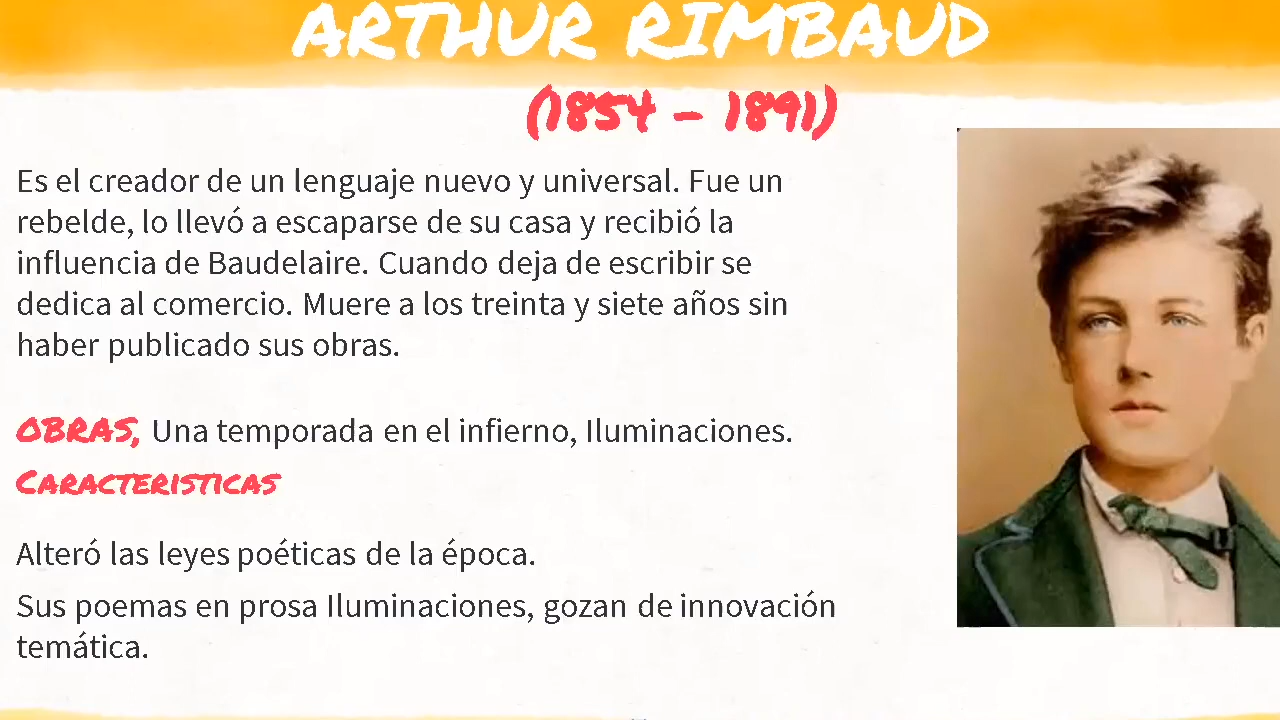 ARTHUR RIMBAUD
(1854 - 1891)
Es el creador de un lenguaje nuevo y universal. Fue un
rebelde, lo llevó a escaparse de su casa y recibió la
influencia de Baudelaire. Cuando deja de escribir se
dedica al comercio. Muere a los treinta y siete años sin
haber publicado sus obras.
OBRAS, Una temporada en el infierno, Iluminaciones.
CARACTERISTICAS
Alteró las leyes poéticas de la época.
Sus poemas en prosa Iluminaciones, gozan de innovación
temática.